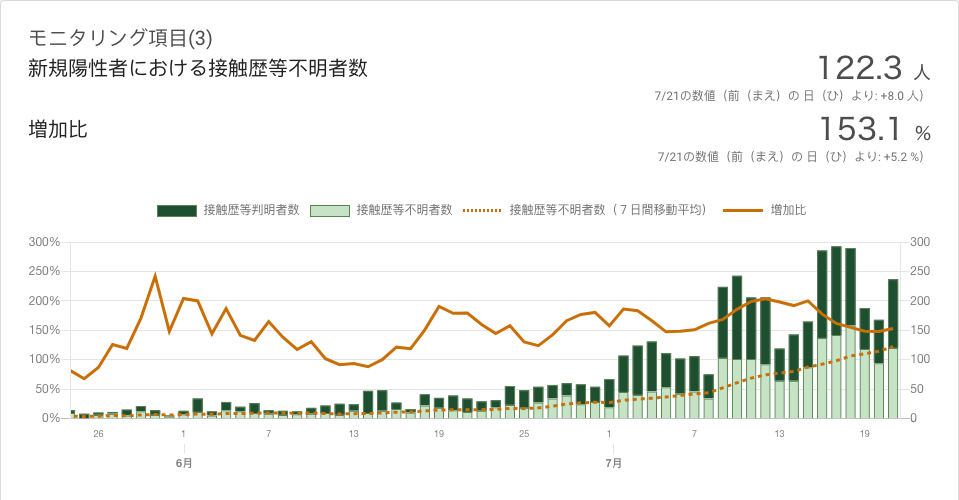 モニタリング項目(3)
新規陽性者における接触歴等不明者数
122.3 人
7/21の数値（前（まえ）の 日（ひ）より: +8.0 人）
増加比
153.1 %
7/21の数値（前（まえ）の 日（ひ）より: +5.2 %）
接触歴等判明者数 接触歴等不明者数 接触歴等不明者数（７日間移動平均） 増加比
300% 300
250% 250
200% 200
150% 150
100% 100
50% 50
0% 0
26 1 7 13 19 25 1 7 13 19
6月 7月